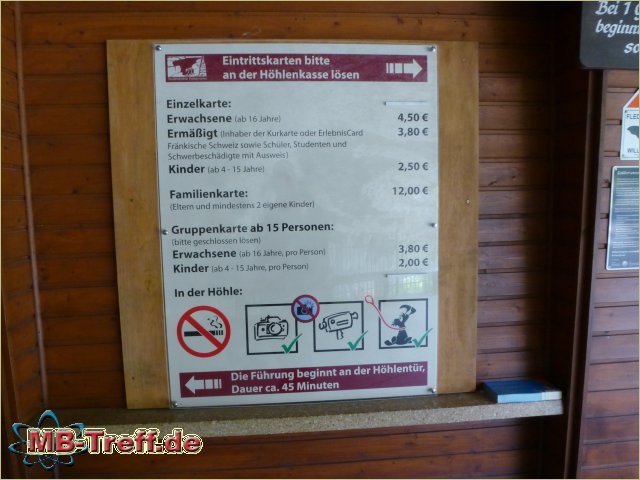 Eintrittskarten bitte
an der Höhlenkasse lösen
Einzelkarte:
Erwachsene (ab 16 Jahre) 4,50 €
Ermäßigt (Inhaber der Kurkarte oder ErlebnisCard 3,80 €
Fränkische Schweiz sowie Schüler, Studenten und
Schwerbeschädigte mit Ausweis)
Kinder (ab 4 - 15 Jahre) 2,50 €
Familienkarte: 12,00 €
(Eltern und mindestens 2 eigene Kinder)
Gruppenkarte ab 15 Personen:
(bitte geschlossen lösen)
Erwachsene (ab 16 Jahre, pro Person) 3,80 €
Kinder (ab 4 - 15 Jahre, pro Person) 2,00 €
In der Höhle:
Die Führung beginnt an der Höhlentür,
Dauer ca. 45 Minuten
Bei 1
beginn
so
FLED
WILL
MB-Treff.de